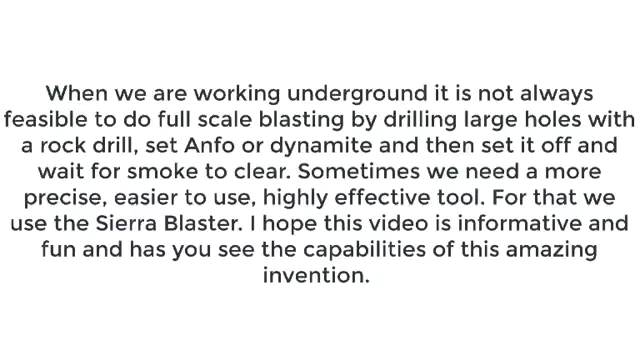 When we are working underground it is not always
feasible to do full scale blasting by drilling large holes with
a rock drill, set Anfo or dynamite and then set it off and
wait for smoke to clear. Sometimes we need a more
precise, easier to use, highly effective tool. For that we
use the Sierra Blaster. I hope this video is informative and
fun and has you see the capabilities of this amazing
invention.